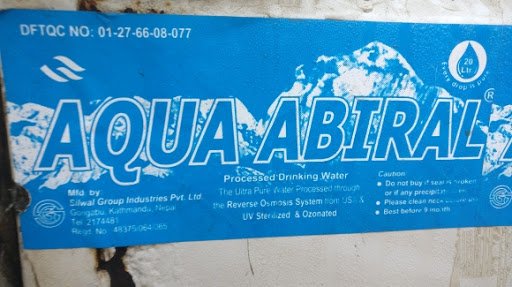 DFTQC NO: 01-27-66-08-077
20
Ltr.
Every drop is pure
AQUA ABIRAL®
Processed Drinking Water
The Ultra Pure Water Processed through
the Reverse Osmosis System from USA &
UV Sterilized & Ozonated
Mfd. by:
Silwal Group Industries Pvt. Ltd.
Gongabu, Kathmandu, Nepal
Tel: 2174481
Regd. No.: 48375/064/065
Caution:
• Do not buy if seal is broken
or if any precipitation
• Please clean neck before
• Best before 9 month